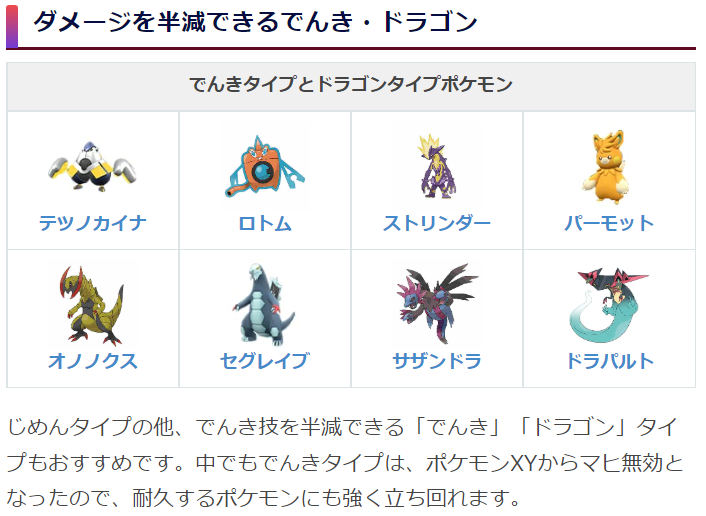 ダメージを半減できるでんき・ドラゴン
でんきタイプとドラゴンタイプポケモン
テツノカイナ
ロトム
ストリンダー
パーモット
オノノクス
セグレイブ
サザンドラ
ドラパルト
じめんタイプの他、でんき技を半減できる「でんき」「ドラゴン」タイ
プもおすすめです。中でもでんきタイプは、ポケモンXYからマヒ無効と
なったので、耐久するポケモンにも強く立ち回れます。